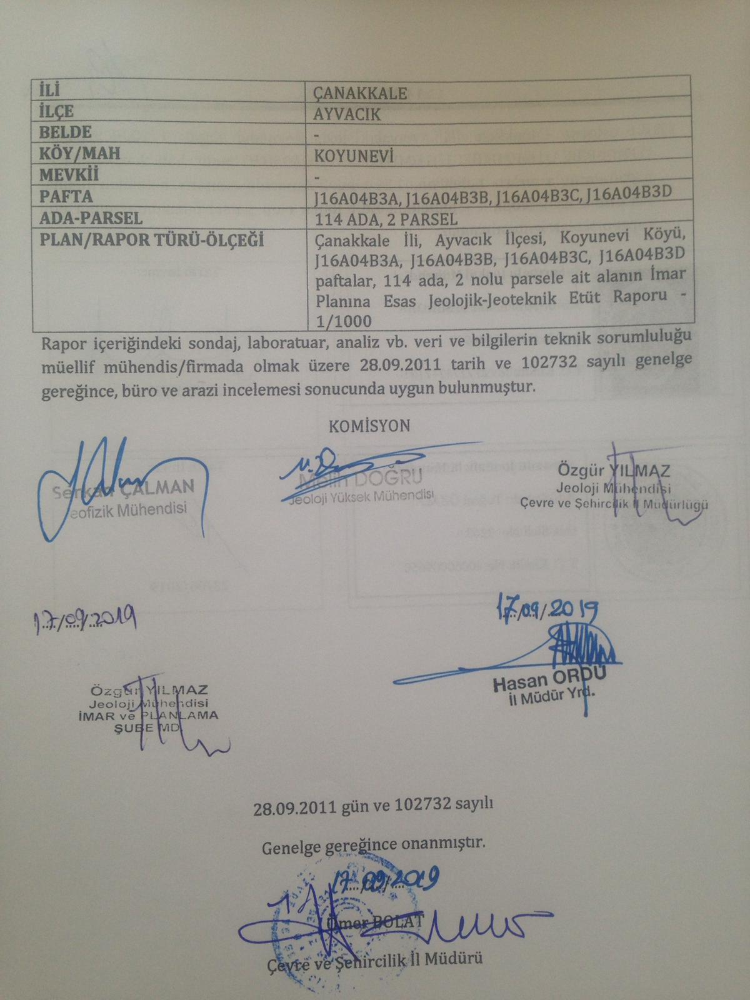 İLİ ÇANAKKALE
İLÇE AYVACIK
BELDE -
KÖY/MAH KOYUNEVİ
MEVKİİ -
PAFTA J16A04B3A, J16A04B3B, J16A04B3C, J16A04B3D
ADA-PARSEL 114 ADA, 2 PARSEL
PLAN/RAPOR TÜRÜ-ÖLÇEĞİ Çanakkale İli, Ayvacık İlçesi, Koyunevi Köyü,
J16A04B3A, J16A04B3B, J16A04B3C, J16A04B3D
paftalar, 114 ada, 2 nolu parsele ait alanın İmar
Planına Esas Jeolojik-Jeoteknik Etüt Raporu -
1/1000
Rapor içeriğindeki sondaj, laboratuar, analiz vb. veri ve bilgilerin teknik sorumluluğu
müellif mühendis/firmada olmak üzere 28.09.2011 tarih ve 102732 sayılı genelge
gereğince, büro ve arazi incelemesi sonucunda uygun bulunmuştur.
KOMİSYON
Serkan ÇALMAN
Jeofizik Mühendisi
Melih DOĞRU
Jeoloji Yüksek Mühendisi
Özgür YILMAZ
Jeoloji Mühendisi
Çevre ve Şehircilik İl Müdürlüğü
17/09/2019
17/09/2019
Özgür YILMAZ
Jeoloji Mühendisi
İMAR ve PLANLAMA
ŞUBE MD.
Hasan ORDU
İl Müdür Yrd.
28.09.2011 gün ve 102732 sayılı
Genelge gereğince onanmıştır.
17/09/2019
Ömer BOLAT
Çevre ve Şehircilik İl Müdürü